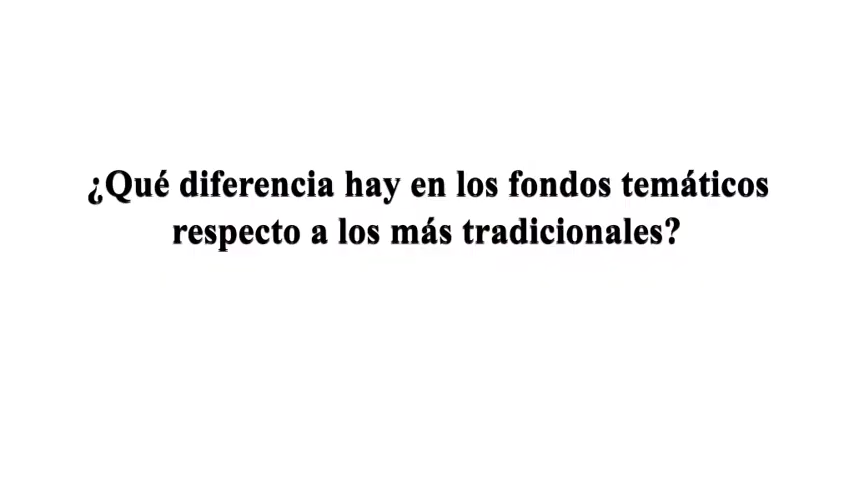 ¿Qué diferencia hay en los fondos temáticos
respecto a los más tradicionales?